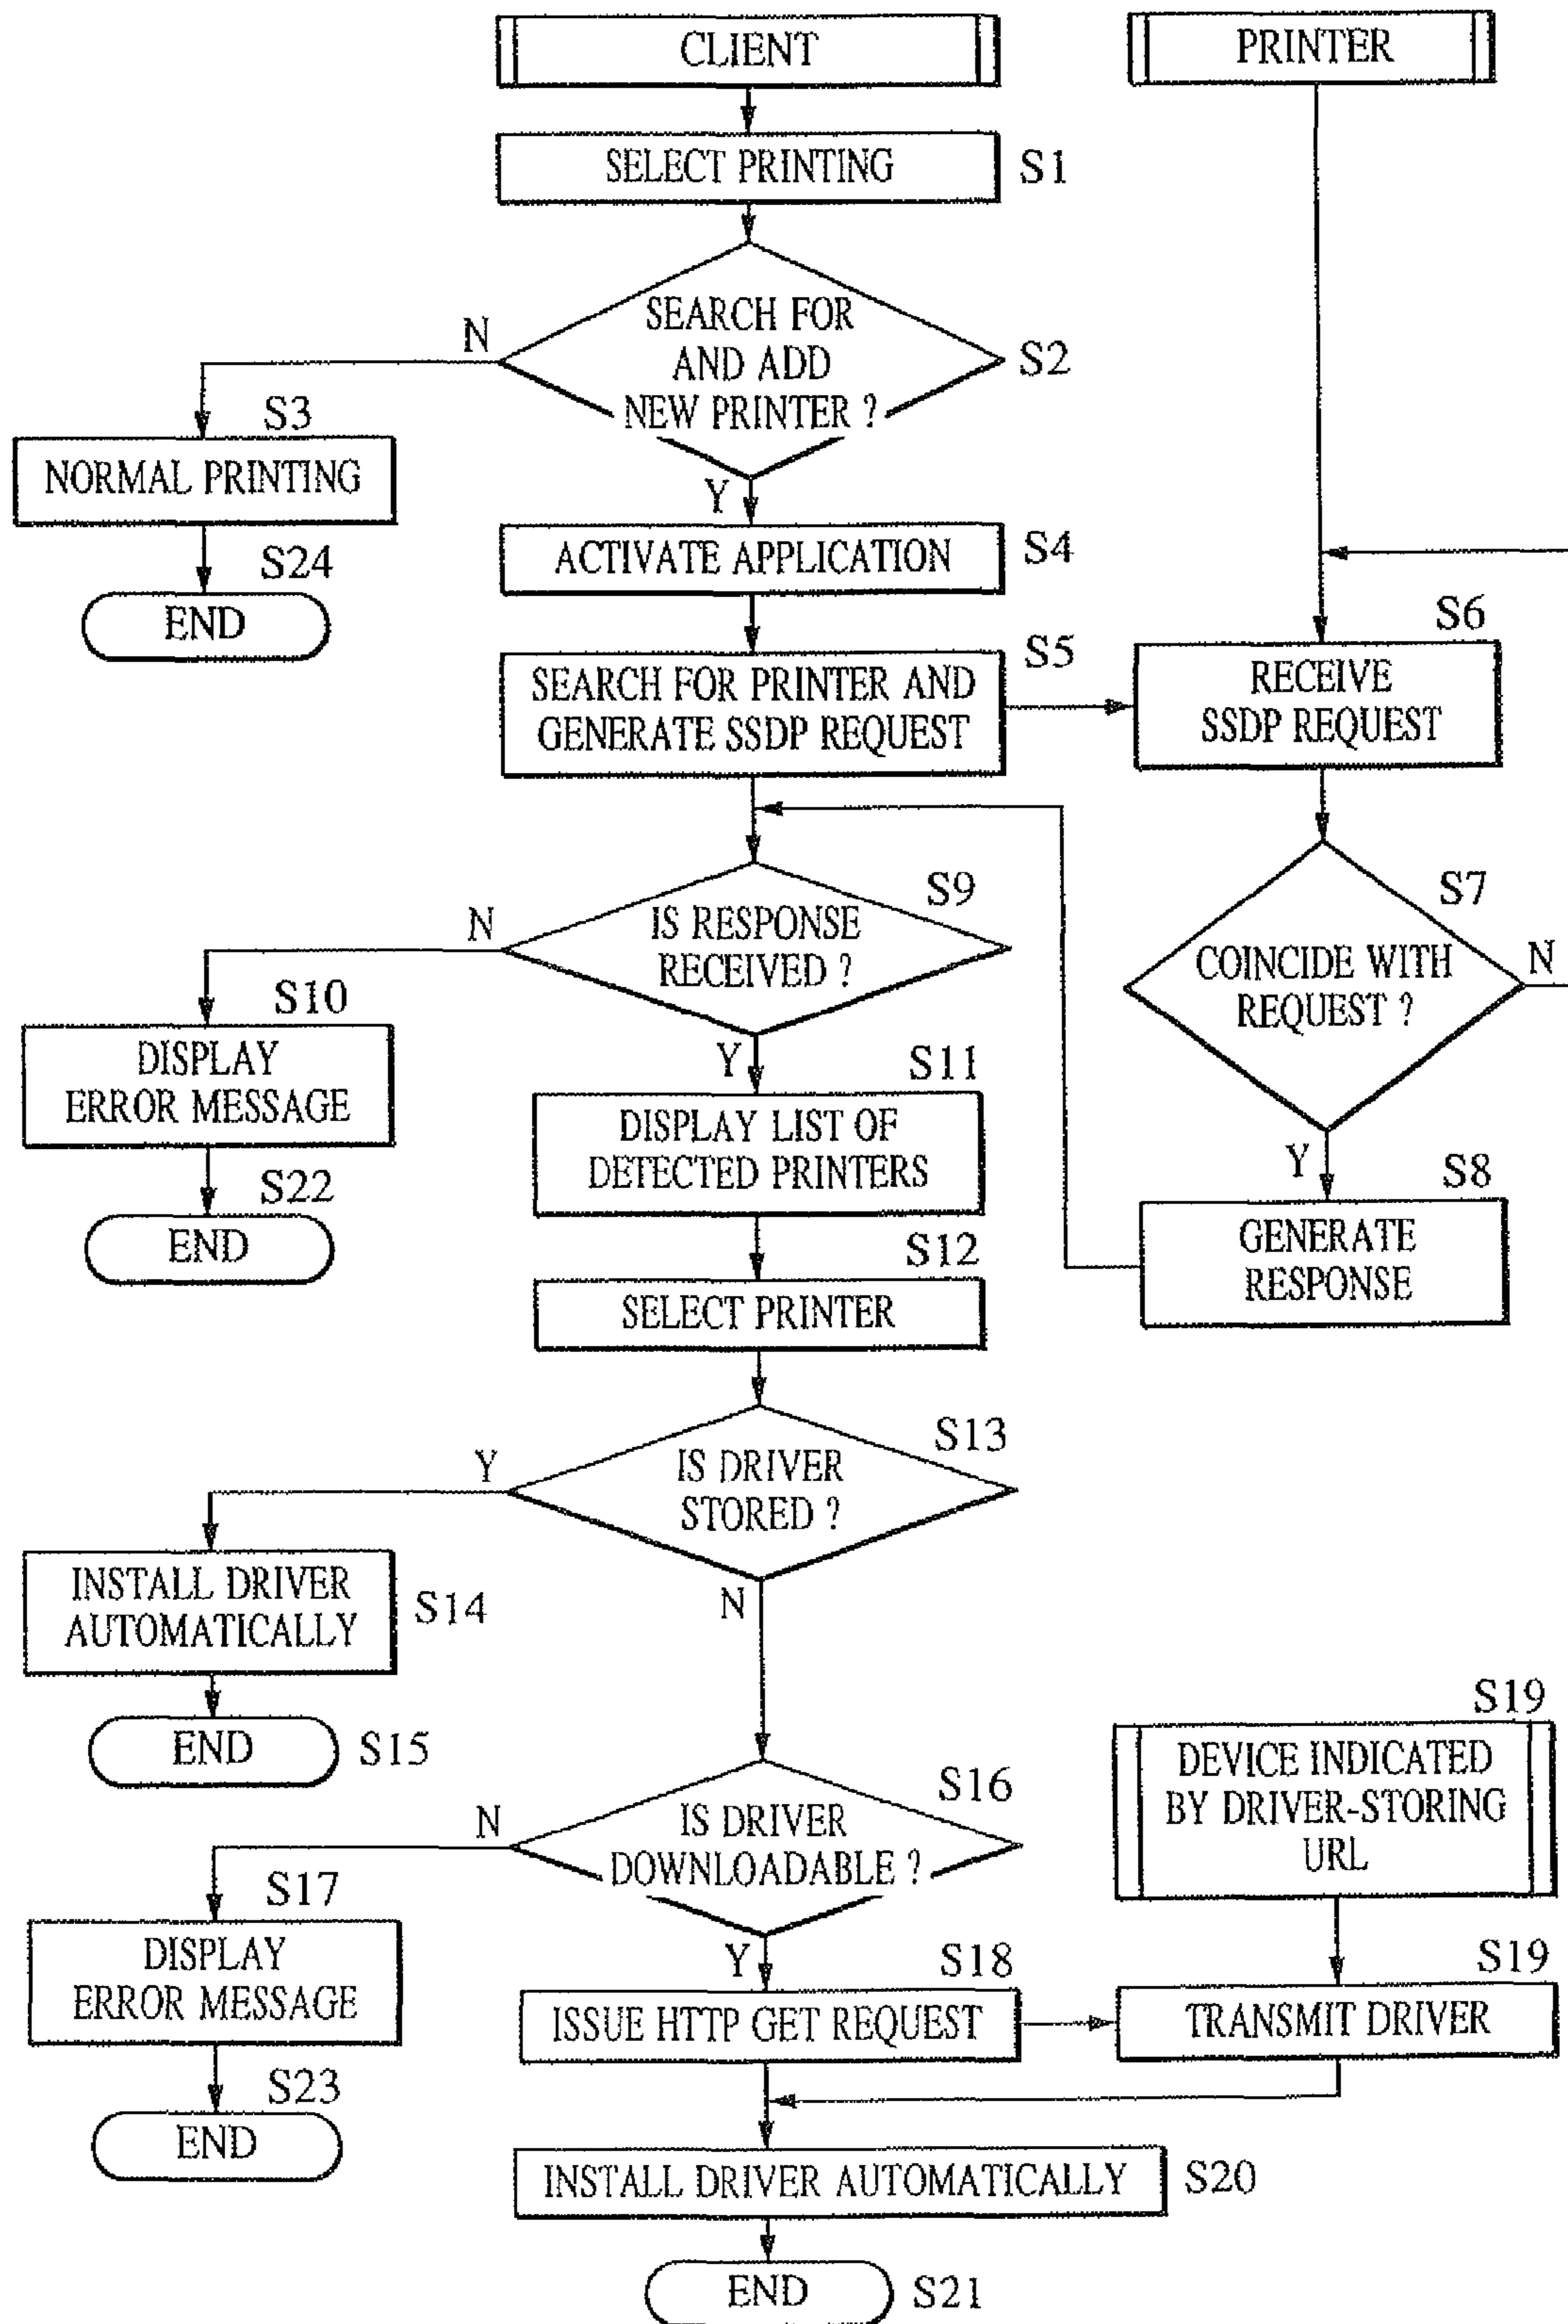 CLIENT
PRINTER
SELECT PRINTING
S1
SEARCH FOR
AND ADD
NEW PRINTER ?
S2
N
S3
NORMAL PRINTING
S24
END
Y
ACTIVATE APPLICATION
S4
S5
SEARCH FOR PRINTER AND
GENERATE SSDP REQUEST
S6
RECEIVE
SSDP REQUEST
S7
COINCIDE WITH
REQUEST ?
N
Y
S8
GENERATE
RESPONSE
S9
IS RESPONSE
RECEIVED ?
N
S10
DISPLAY
ERROR MESSAGE
S22
END
Y
S11
DISPLAY LIST OF
DETECTED PRINTERS
S12
SELECT PRINTER
S13
IS DRIVER
STORED ?
Y
INSTALL DRIVER
AUTOMATICALLY
S14
END
S15
N
S16
IS DRIVER
DOWNLOADABLE ?
N
S17
DISPLAY
ERROR MESSAGE
S23
END
Y
S18
ISSUE HTTP GET REQUEST
S19
DEVICE INDICATED
BY DRIVER-STORING
URL
S19
TRANSMIT DRIVER
INSTALL DRIVER AUTOMATICALLY
S20
END
S21